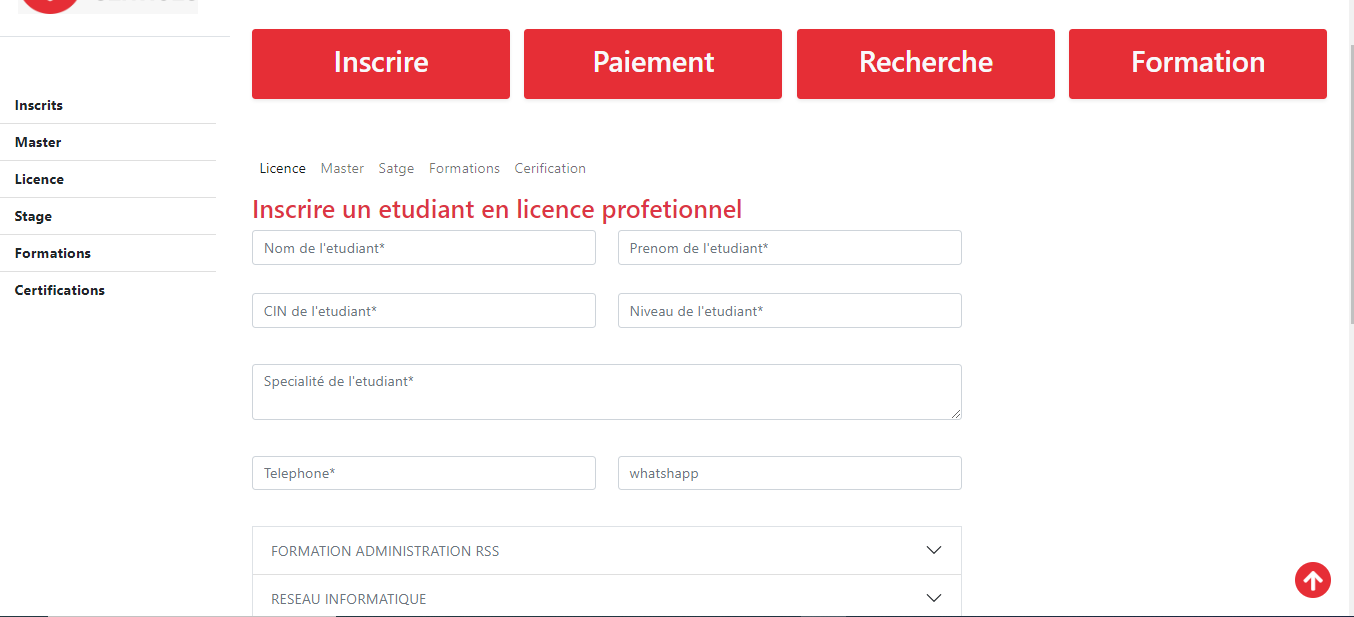 Inscrire Paiement Recherche Formation
Inscrits
Master
Licence
Stage
Formations
Certifications
Licence Master Satge Formations Cerification
Inscrire un etudiant en licence profetionnel
Nom de l'etudiant* Prenom de l'etudiant*
CIN de l'etudiant* Niveau de l'etudiant*
Specialité de l'etudiant*
Telephone* whatshapp
FORMATION ADMINISTRATION RSS
RESEAU INFORMATIQUE